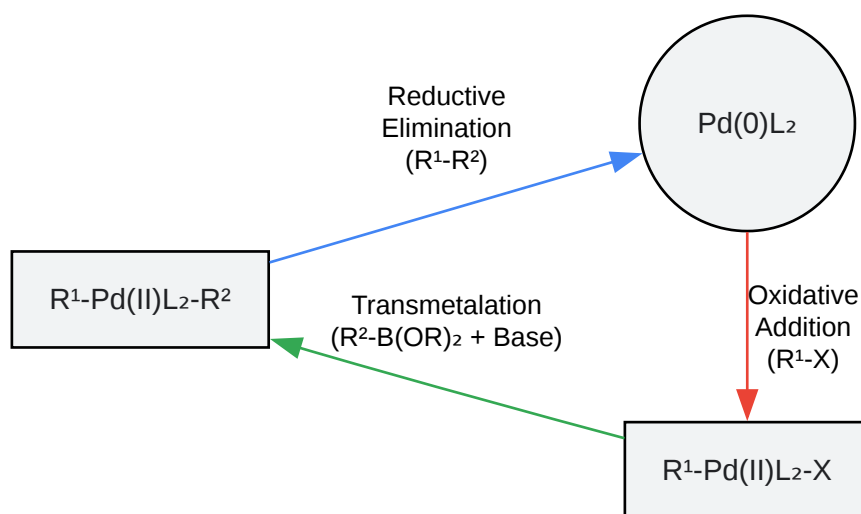 Reductive
Elimination
(R¹-R²)
Pd(0)L₂
R¹-Pd(II)L₂-R²
Transmetalation
(R²-B(OR)₂ + Base)
Oxidative
Addition
(R¹-X)
R¹-Pd(II)L₂-X